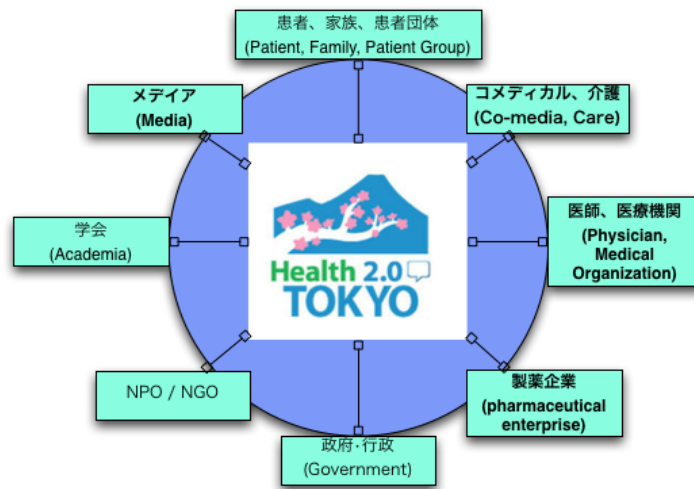 患者、家族、患者団体
(Patient, Family, Patient Group)
メデイア
(Media)
コメディカル、介護
(Co-media, Care)
学会
(Academia)
医師、医療機関
(Physician,
Medical
Organization)
Health 2.0
TOKYO
NPO / NGO
製薬企業
(pharmaceutical
enterprise)
政府·行政
(Government)